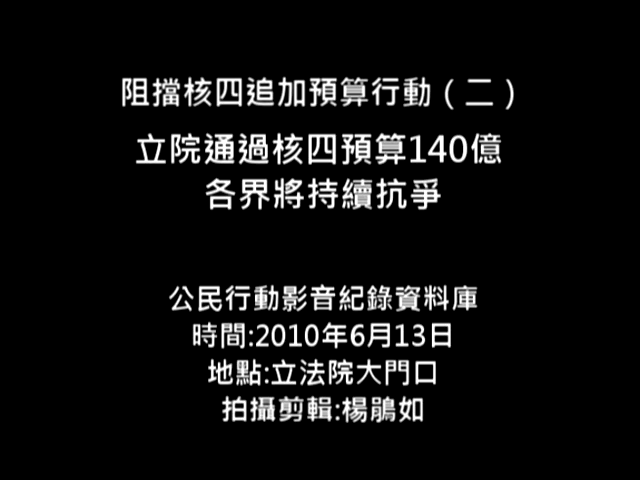 阻擋核四追加預算行動（二）
立院通過核四預算140億
各界將持續抗爭
公民行動影音紀錄資料庫
時間:2010年6月13日
地點:立法院大門口
拍攝剪輯:楊鵑如